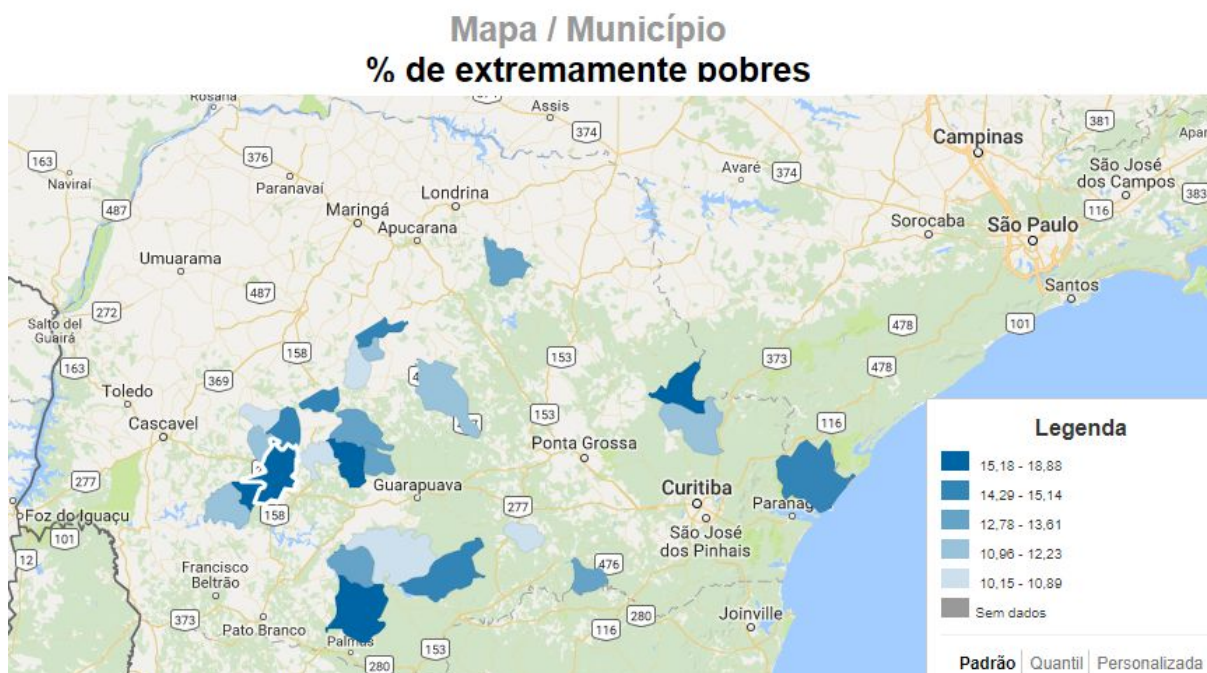 Mapa / Município
% de extremamente pobres
Rosana
Assis
374
374
381
Campinas
Apar
163
Naviraí
376
Paranavaí
Londrina
Avaré
374
São José
dos Campos
383
487
Maringá
Apucarana
Sorocaba
116
São Paulo
Umuarama
487
Santos
272
Salto del
Guairá
158
478
101
163
153
373
369
478
Toledo
Cascavel
153
116
Ponta Grossa
277
158
Guarapuava
277
Curitiba
Paranag
Foz do Iguaçu
101
São José
dos Pinhais
12
Francisco
Beltrão
476
373
Pato Branco
280
116
Joinville
Palmas
153
280
Legenda
15,18 - 18,88
14,29 - 15,14
12,78 - 13,61
10,96 - 12,23
10,15 - 10,89
Sem dados
Padrão | Quantil | Personalizada